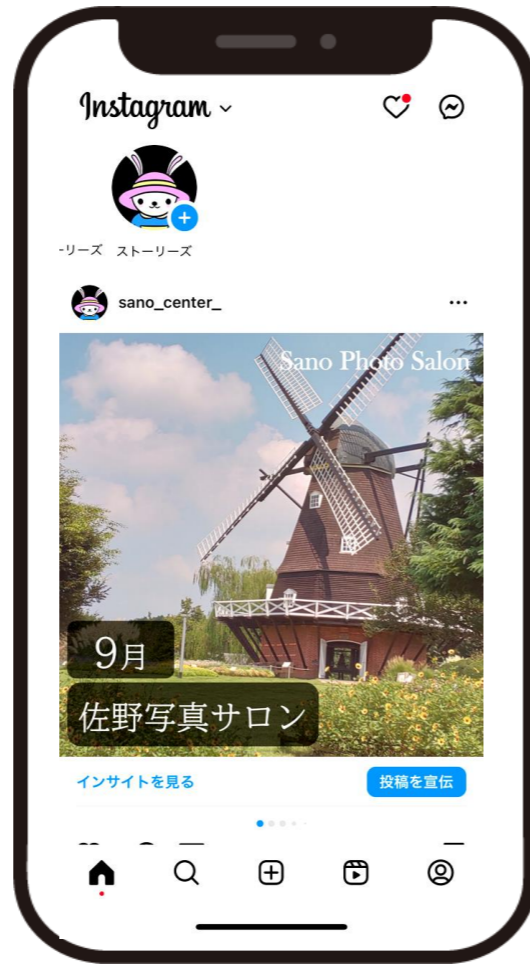 Instagram
-リーズ ストーリーズ
sano_center_
Sano Photo Salon
9月
佐野写真サロン
インサイトを見る 投稿を宣伝